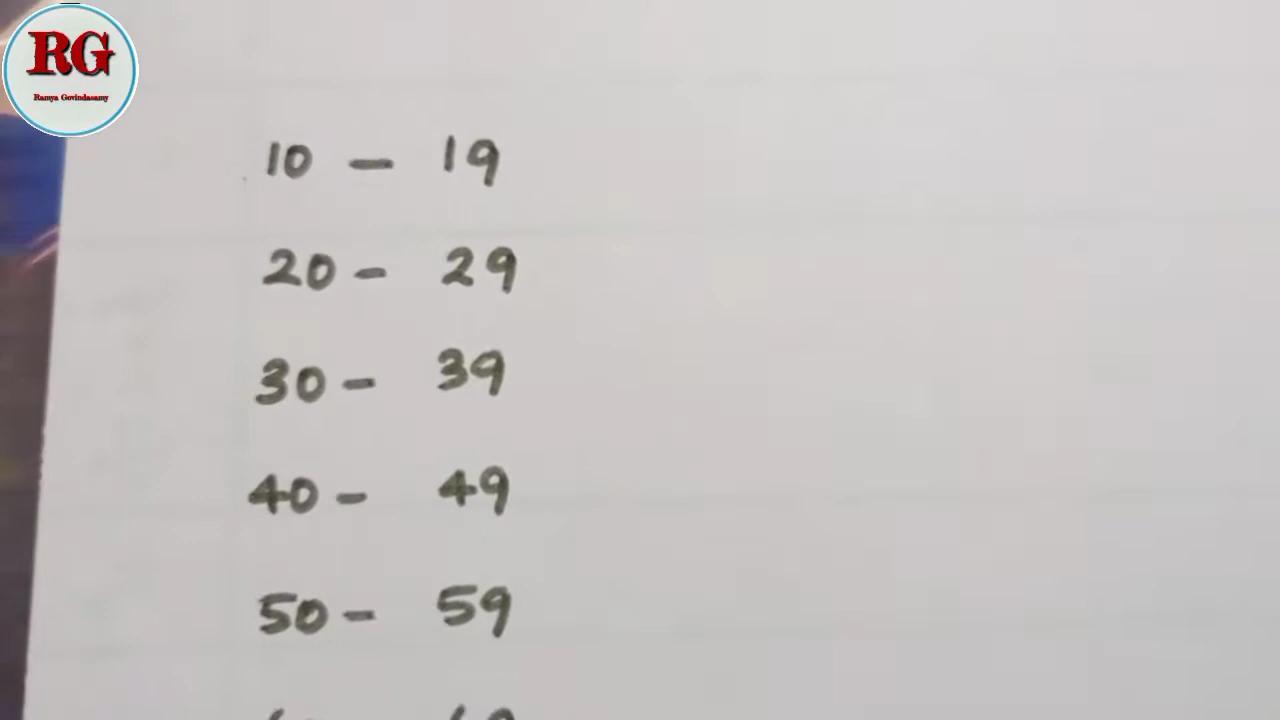 RG
Ramya Govindasamy
10 - 19
20 - 29
30 - 39
40 - 49
50 - 59